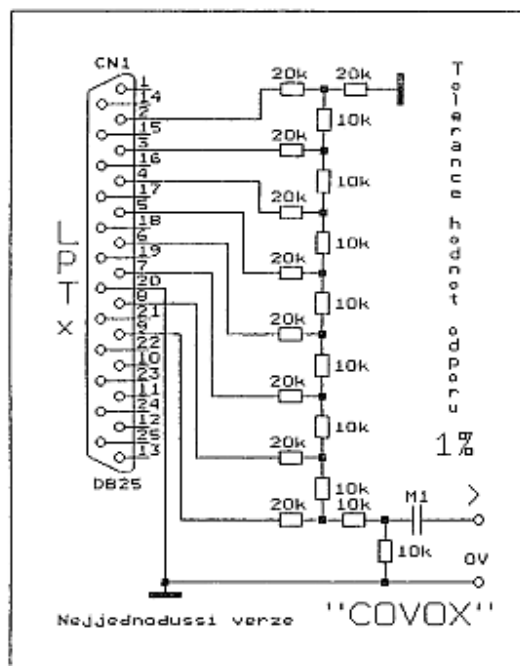 CN1
1
14
2
15
3
16
4
17
5
18
6
19
7
20
8
21
9
22
10
23
11
24
12
25
13
DB25
LPTx
20k
20k
10k
20k
10k
20k
10k
20k
10k
20k
10k
20k
10k
20k
10k
20k
10k
M1
>
10k
0V
Tolerance hodnot odporu
1%
Nejjednadussi verze
"COVOX"